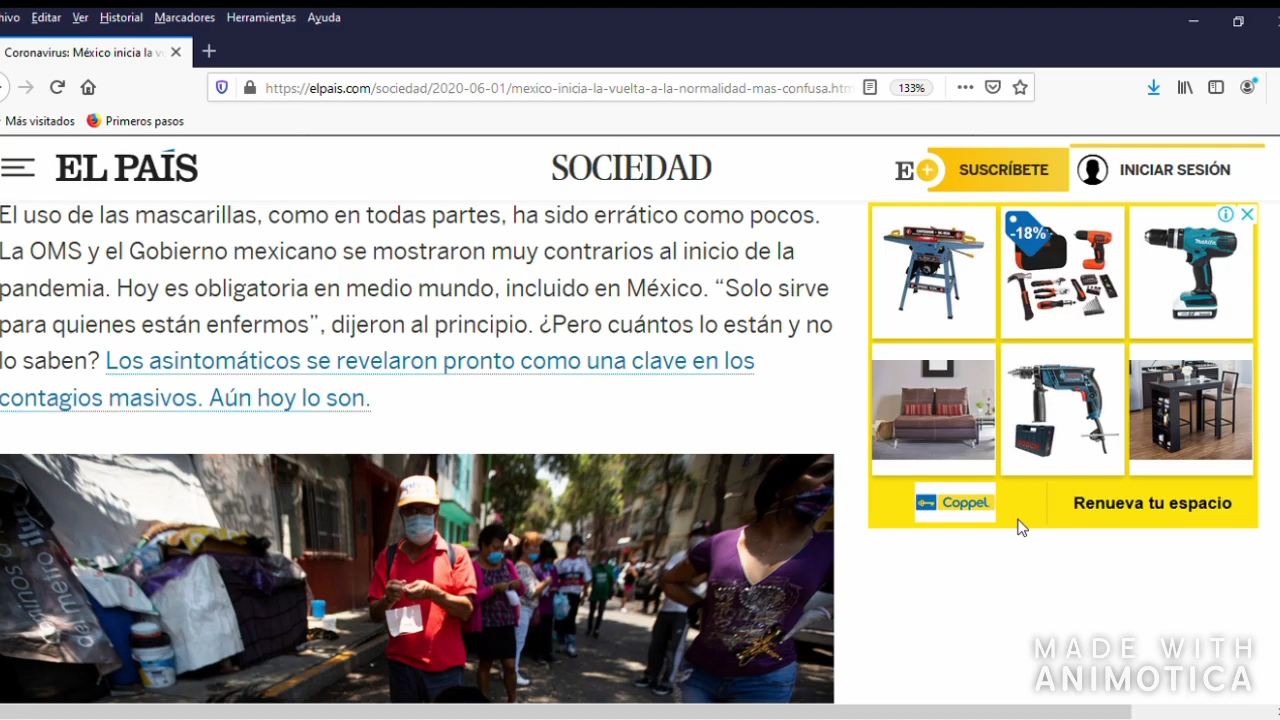 hivo Editar Ver Historial Marcadores Herramientas Ayuda
Coronavirus: México inicia la vu
https://elpais.com/sociedad/2020-06-01/mexico-inicia-la-vuelta-a-la-normalidad-mas-confusa.htm
133%
Más visitados Primeros pasos
EL PAÍS
SOCIEDAD
E+ SUSCRÍBETE
INICIAR SESIÓN
El uso de las mascarillas, como en todas partes, ha sido errático como pocos.
La OMS y el Gobierno mexicano se mostraron muy contrarios al inicio de la
pandemia. Hoy es obligatoria en medio mundo, incluido en México. “Solo sirve
para quienes están enfermos”, dijeron al principio. ¿Pero cuántos lo están y no
lo saben? Los asintomáticos se revelaron pronto como una clave en los
contagios masivos. Aún hoy lo son.
-18%
makita
BOSCH
Coppel
Renueva tu espacio
MADE WITH
ANIMOTICA